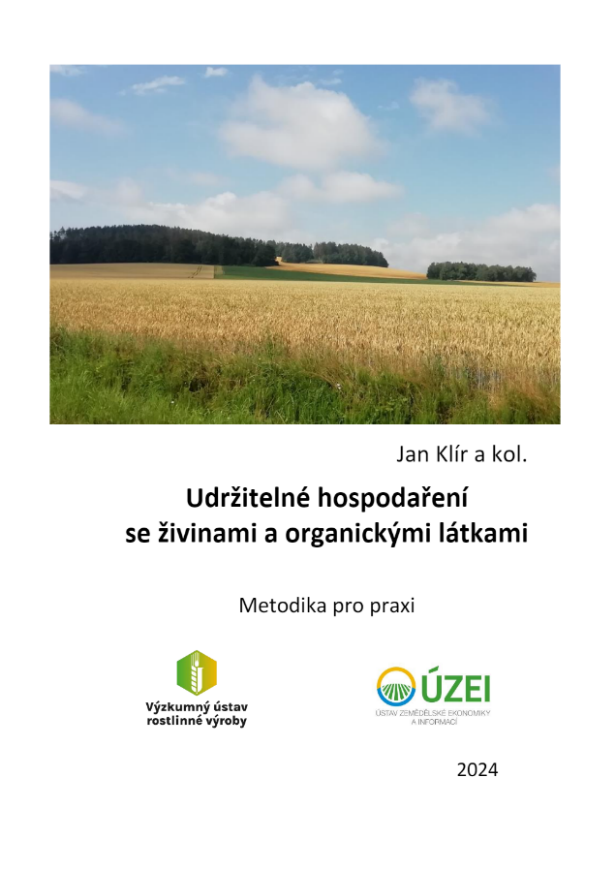 Jan Klír a kol.
Udržitelné hospodaření
se živinami a organickými látkami
Metodika pro praxi
Výzkumný ústav
rostlinné výroby
ÚZEI
ÚSTAV ZEMĚDĚLSKÉ EKONOMIKY
A INFORMACÍ
2024